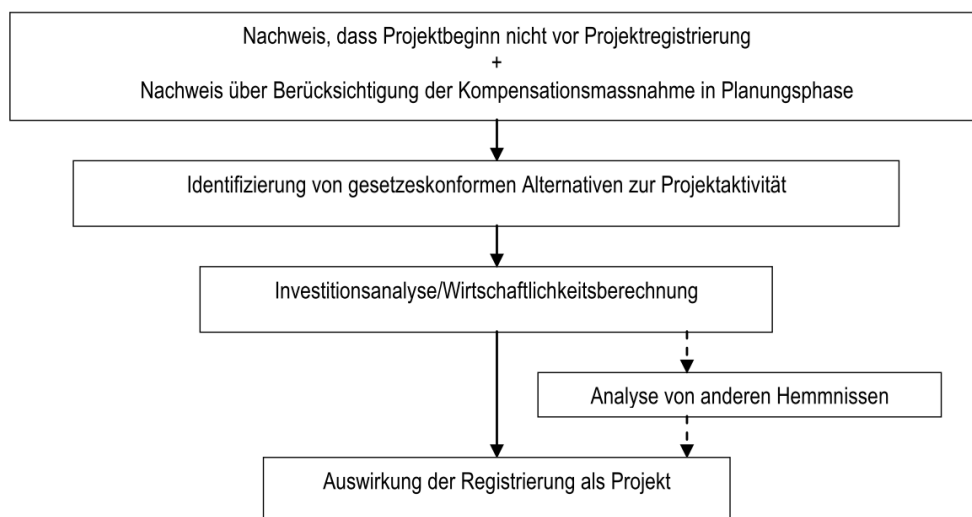 Nachweis, dass Projektbeginn nicht vor Projektregistrierung
+
Nachweis über Berücksichtigung der Kompensationsmassnahme in Planungsphase
Identifizierung von gesetzeskonformen Alternativen zur Projektaktivität
Investitionsanalyse/Wirtschaftlichkeitsberechnung
Analyse von anderen Hemmnissen
Auswirkung der Registrierung als Projekt